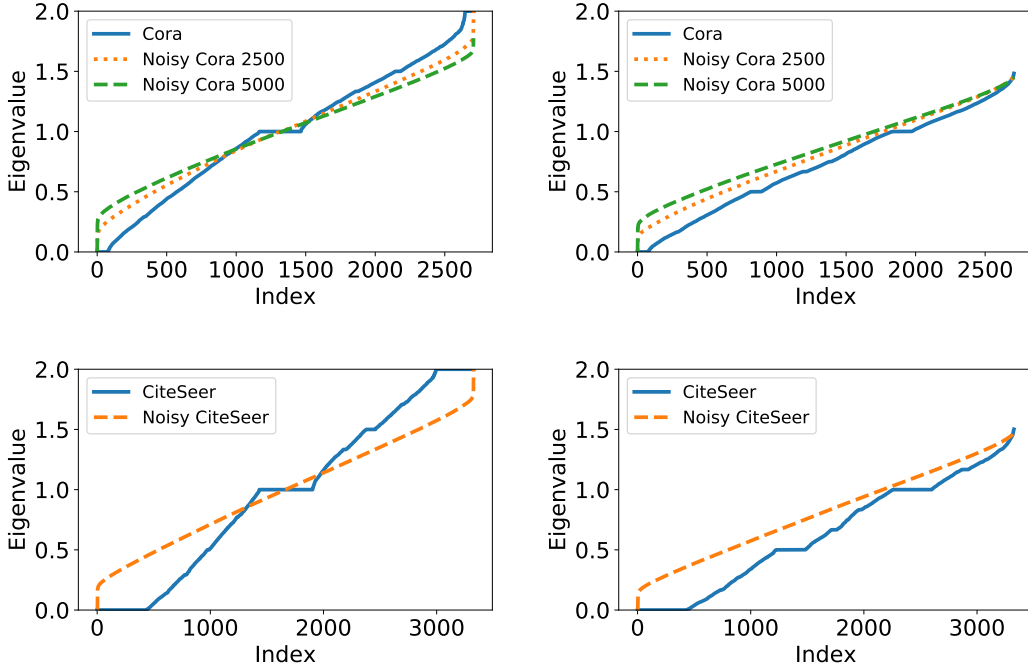 2.0
1.5
1.0
0.5
0.0
Eigenvalue
Cora
Noisy Cora 2500
Noisy Cora 5000
0 500 1000 1500 2000 2500
Index
2.0
1.5
1.0
0.5
0.0
Eigenvalue
Cora
Noisy Cora 2500
Noisy Cora 5000
0 500 1000 1500 2000 2500
Index
2.0
1.5
1.0
0.5
0.0
Eigenvalue
CiteSeer
Noisy CiteSeer
0 1000 2000 3000
Index
2.0
1.5
1.0
0.5
0.0
Eigenvalue
CiteSeer
Noisy CiteSeer
0 1000 2000 3000
Index